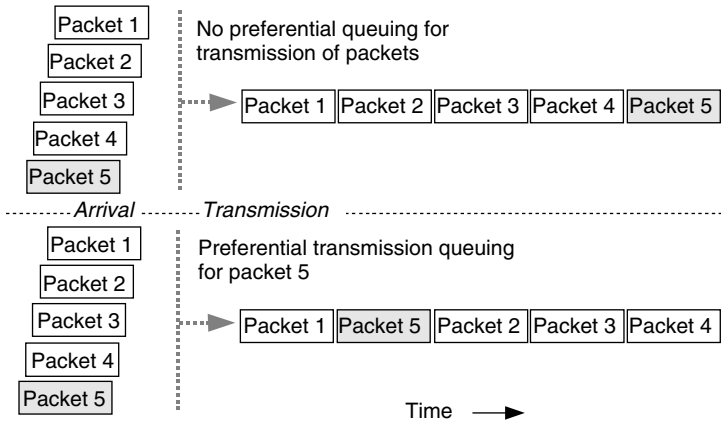 Packet 1
Packet 2
Packet 3
Packet 4
Packet 5
No preferential queuing for
transmission of packets
Packet 1 Packet 2 Packet 3 Packet 4 Packet 5
Arrival Transmission
Packet 1
Packet 2
Packet 3
Packet 4
Packet 5
Preferential transmission queuing
for packet 5
Packet 1 Packet 5 Packet 2 Packet 3 Packet 4
Time